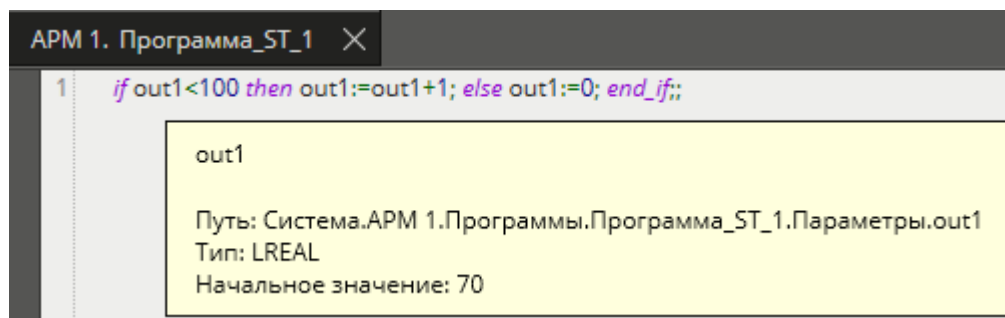 АРМ 1. Программа_ST_1
1 if out1<100 then out1:=out1+1; else out1:=0; end_if;;
out1
Путь: Система.АРМ 1.Программы.Программа_ST_1.Параметры.out1
Тип: LREAL
Начальное значение: 70